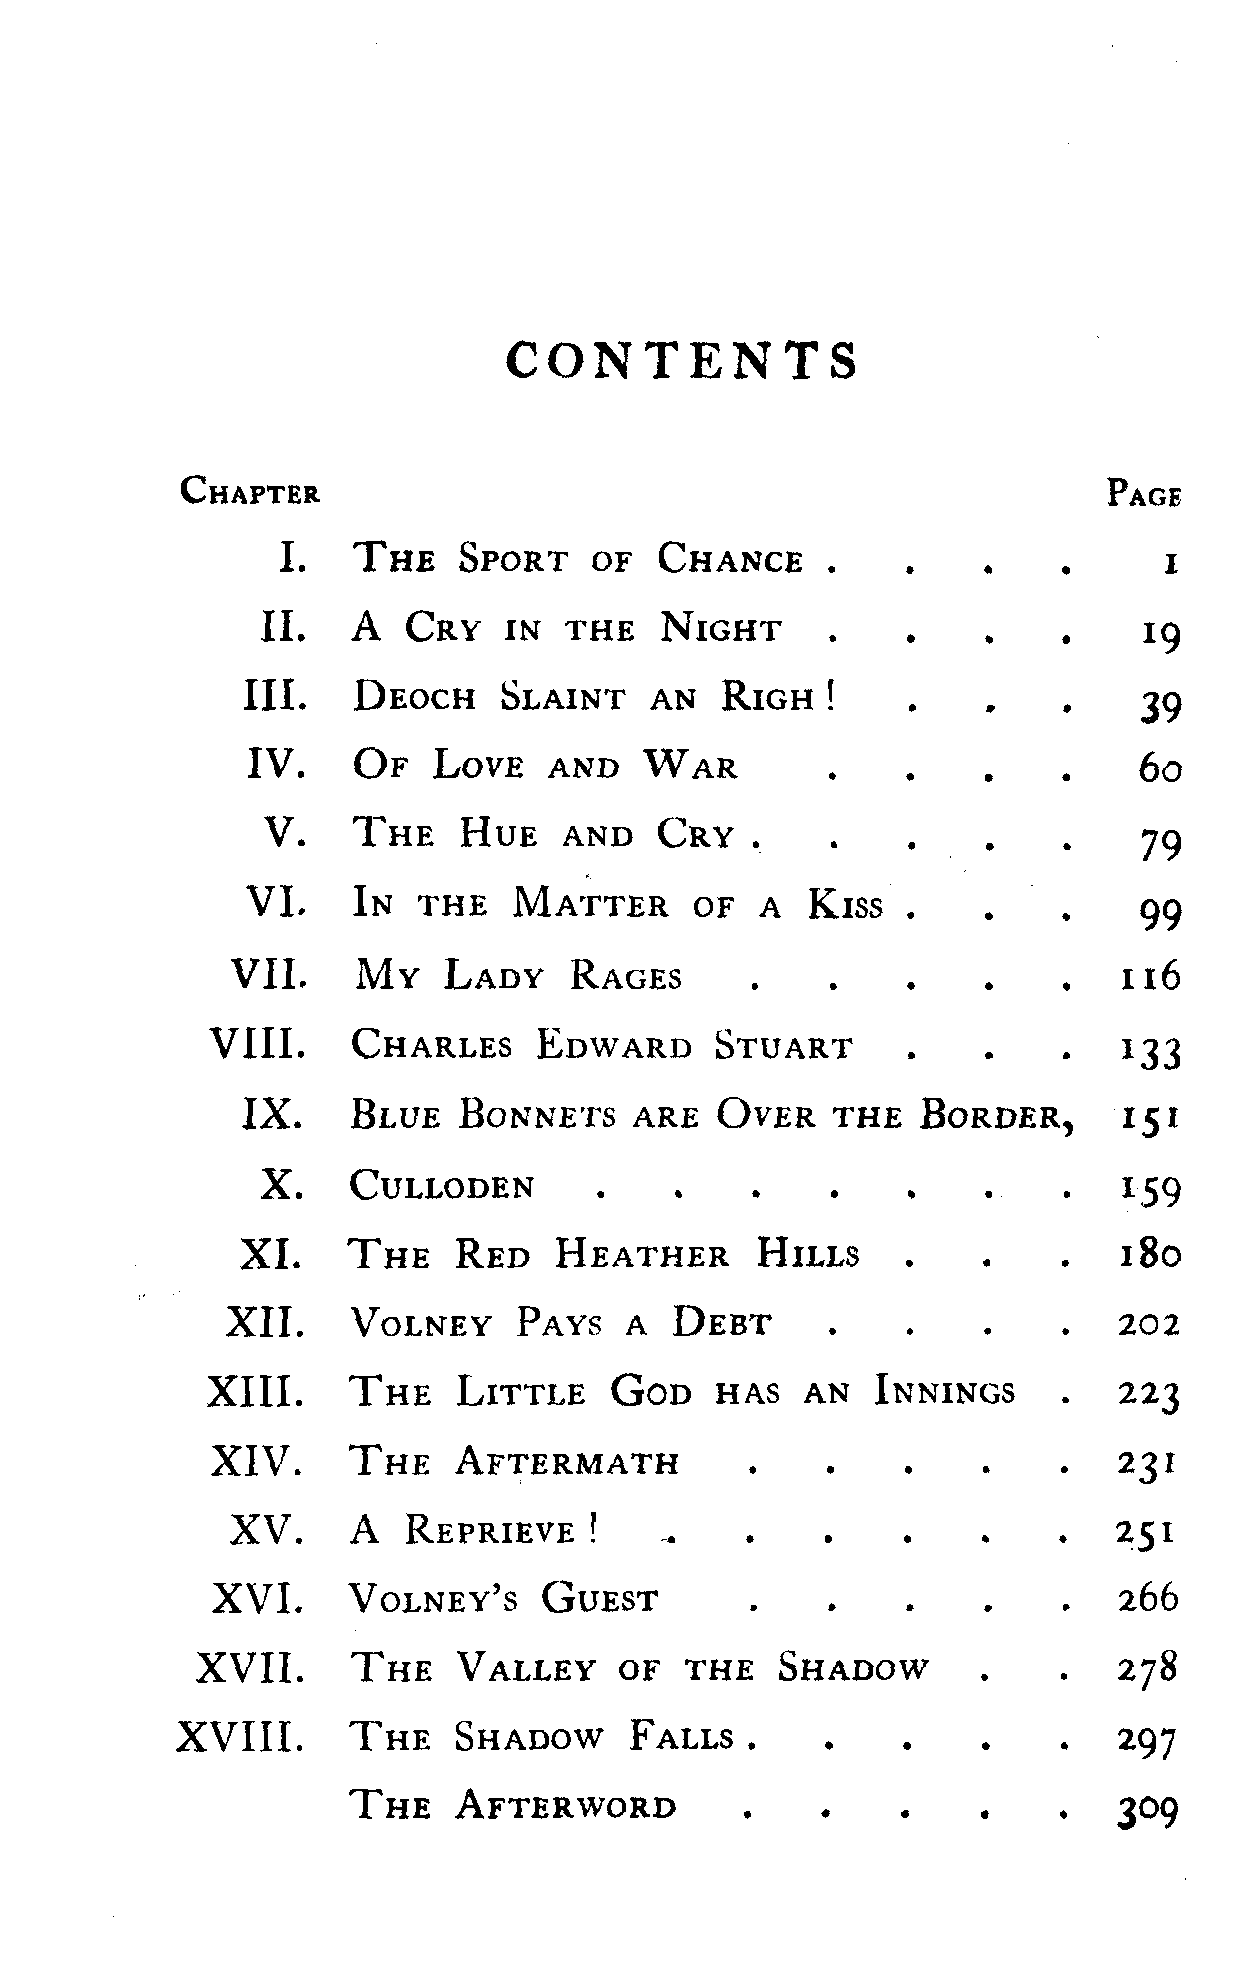 CONTENTS
CHAPTER PAGE
I. THE SPORT OF CHANCE . . . . 1
II. A CRY IN THE NIGHT . . . . 19
III. DEOCH SLAINT AN RIGH! . . . 39
IV. OF LOVE AND WAR . . . . 60
V. THE HUE AND CRY . . . . . 79
VI. IN THE MATTER OF A KISS . . . 99
VII. MY LADY RAGES . . . . . 116
VIII. CHARLES EDWARD STUART . . . 133
IX. BLUE BONNETS ARE OVER THE BORDER, 151
X. CULLODEN . . . . . . . 159
XI. THE RED HEATHER HILLS . . . 180
XII. VOLNEY PAYS A DEBT . . . . 202
XIII. THE LITTLE GOD HAS AN INNINGS . 223
XIV. THE AFTERMATH . . . . . 231
XV. A REPRIEVE! . . . . . . 251
XVI. VOLNEY'S GUEST . . . . . 266
XVII. THE VALLEY OF THE SHADOW . . 278
XVIII. THE SHADOW FALLS . . . . . 297
THE AFTERWORD . . . . . 309